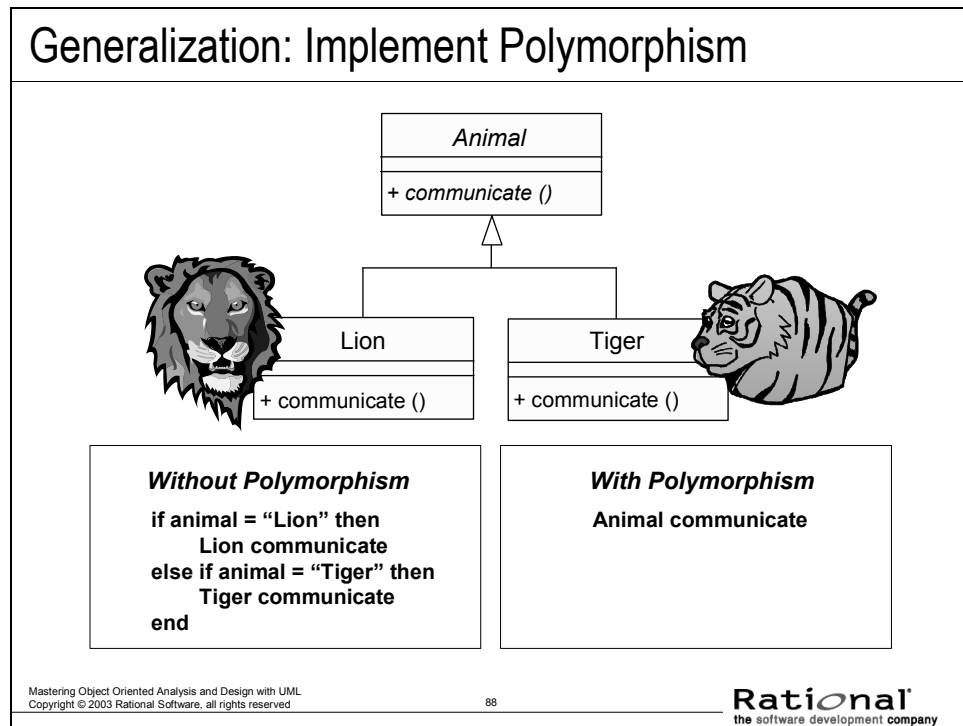 Generalization: Implement Polymorphism
Animal
+ communicate ()
Lion
+ communicate ()
Tiger
+ communicate ()
Without Polymorphism
if animal = “Lion” then
Lion communicate
else if animal = “Tiger” then
Tiger communicate
end
With Polymorphism
Animal communicate
Mastering Object Oriented Analysis and Design with UML
Copyright © 2003 Rational Software, all rights reserved
88
Rational
the software development company